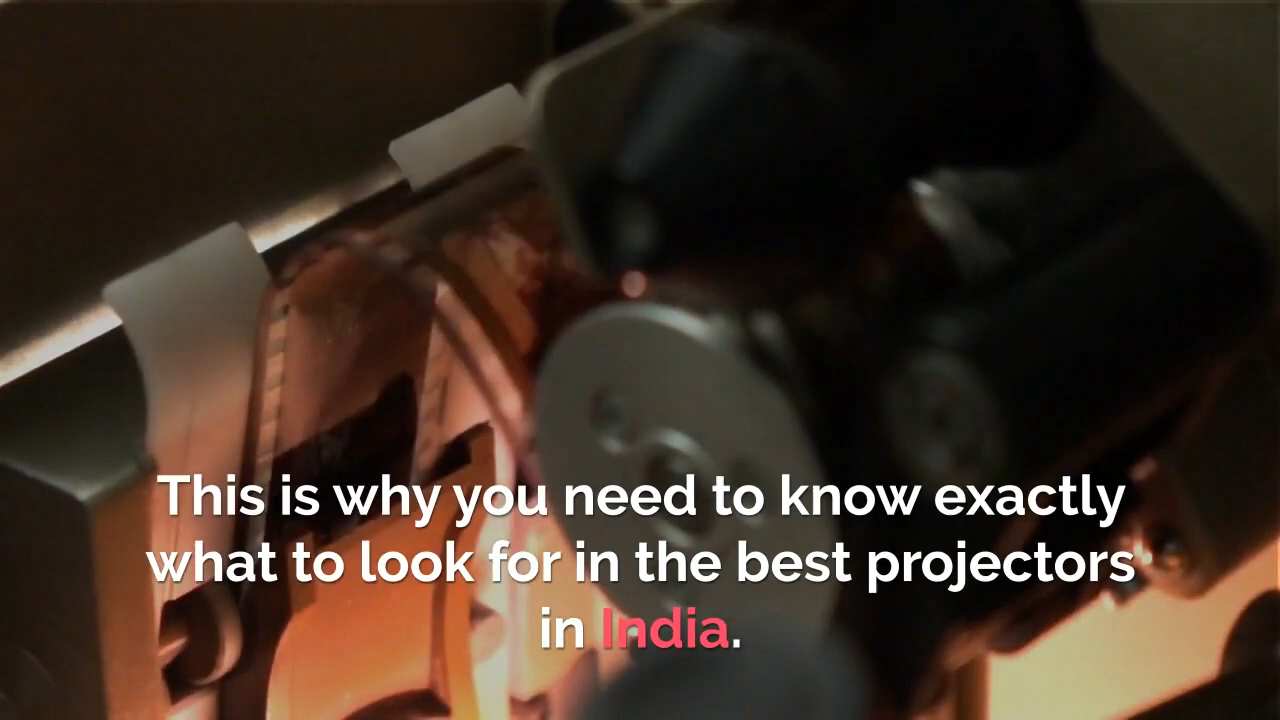 This is why you need to know exactly
what to look for in the best projectors
in India.